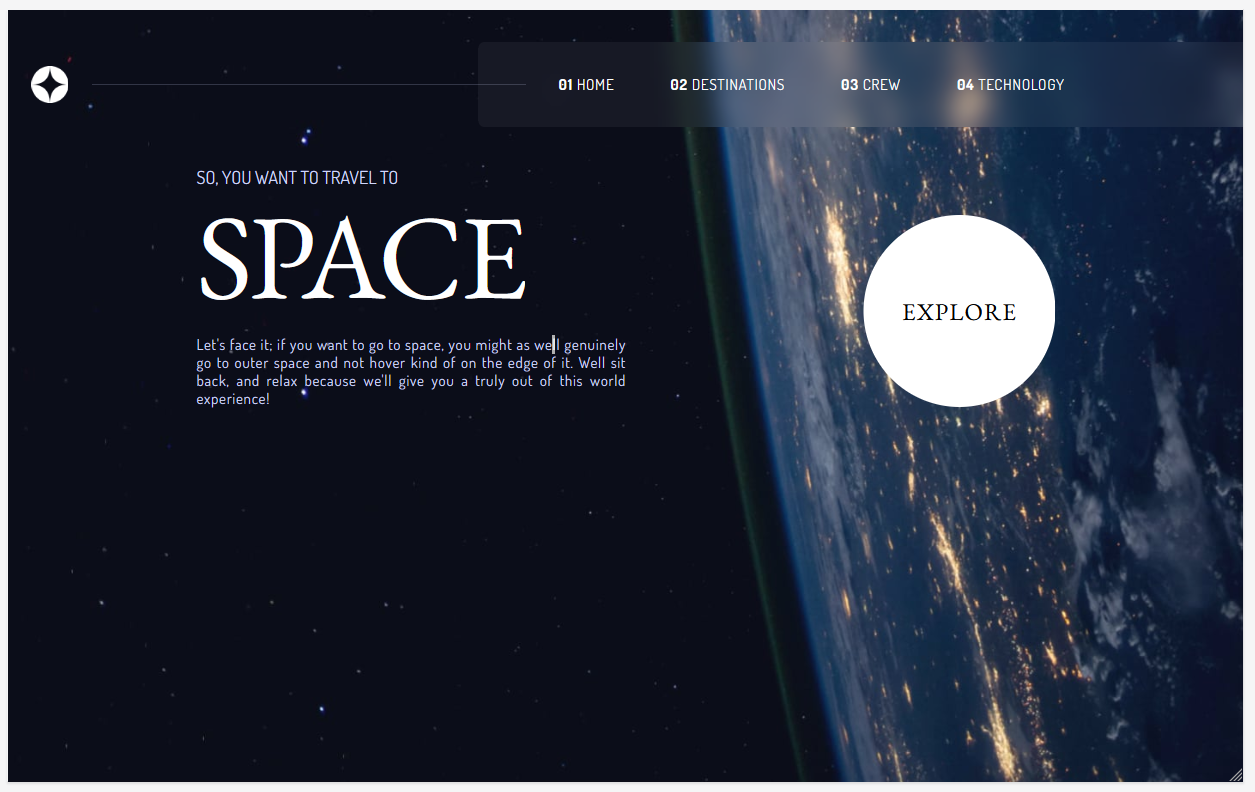 01 HOME 02 DESTINATIONS 03 CREW 04 TECHNOLOGY
SO, YOU WANT TO TRAVEL TO
SPACE
Let's face it; if you want to go to space, you might as well genuinely
go to outer space and not hover kind of on the edge of it. Well sit
back, and relax because we'll give you a truly out of this world
experience!
EXPLORE